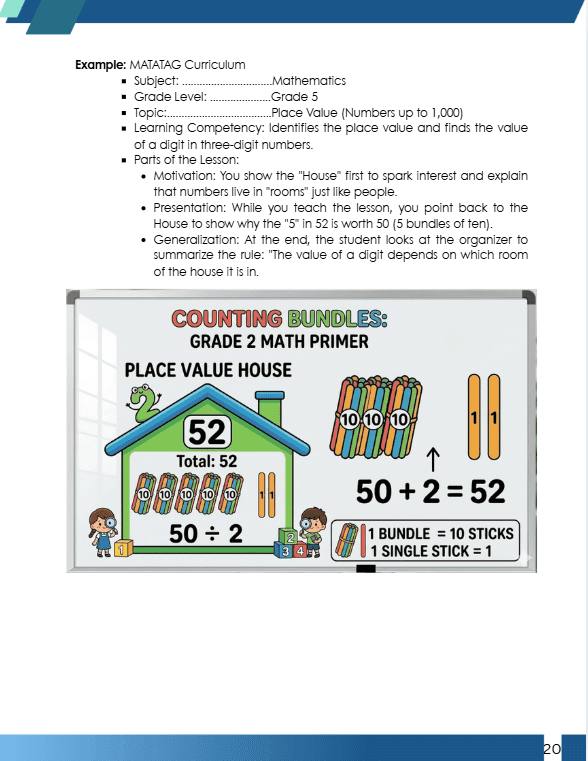 Example: MATATAG Curriculum
▪ Subject: ...............................Mathematics
▪ Grade Level: .....................Grade 5
▪ Topic:....................................Place Value (Numbers up to 1,000)
▪ Learning Competency: Identifies the place value and finds the value
of a digit in three-digit numbers.
▪ Parts of the Lesson:
• Motivation: You show the "House" first to spark interest and explain
that numbers live in "rooms" just like people.
• Presentation: While you teach the lesson, you point back to the
House to show why the "5" in 52 is worth 50 (5 bundles of ten).
• Generalization: At the end, the student looks at the organizer to
summarize the rule: "The value of a digit depends on which room
of the house it is in.
COUNTING BUNDLES:
GRADE 2 MATH PRIMER
PLACE VALUE HOUSE
2
52
Total: 52
10 10 10 10 10 1 1
50 ÷ 2
1
2
3 4
10 10 10 1 1
50 + 2 = 52
1 BUNDLE = 10 STICKS
1 SINGLE STICK = 1
20